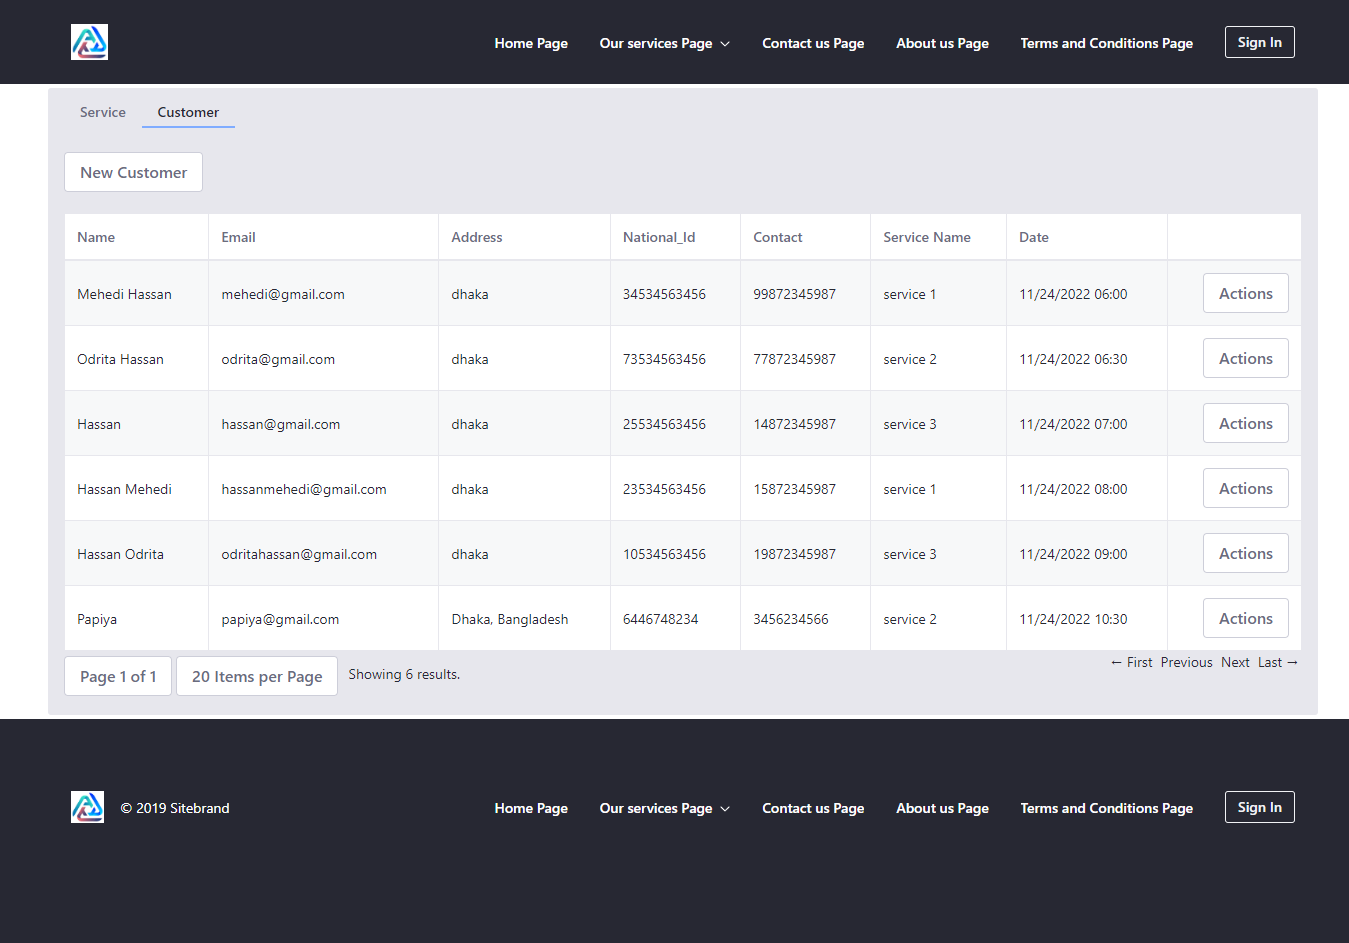 Home Page Our services Page Contact us Page About us Page Terms and Conditions Page Sign In
Service Customer
New Customer
Name Email Address National_Id Contact Service Name Date
Mehedi Hassan mehedi@gmail.com dhaka 34534563456 99872345987 service 1 11/24/2022 06:00 Actions
Odrita Hassan odrita@gmail.com dhaka 73534563456 77872345987 service 2 11/24/2022 06:30 Actions
Hassan hassan@gmail.com dhaka 25534563456 14872345987 service 3 11/24/2022 07:00 Actions
Hassan Mehedi hassanmehedi@gmail.com dhaka 23534563456 15872345987 service 1 11/24/2022 08:00 Actions
Hassan Odrita odritahassan@gmail.com dhaka 10534563456 19872345987 service 3 11/24/2022 09:00 Actions
Papiya papiya@gmail.com Dhaka, Bangladesh 6446748234 3456234566 service 2 11/24/2022 10:30 Actions
Page 1 of 1 20 Items per Page Showing 6 results. ← First Previous Next Last →
© 2019 Sitebrand Home Page Our services Page Contact us Page About us Page Terms and Conditions Page Sign In